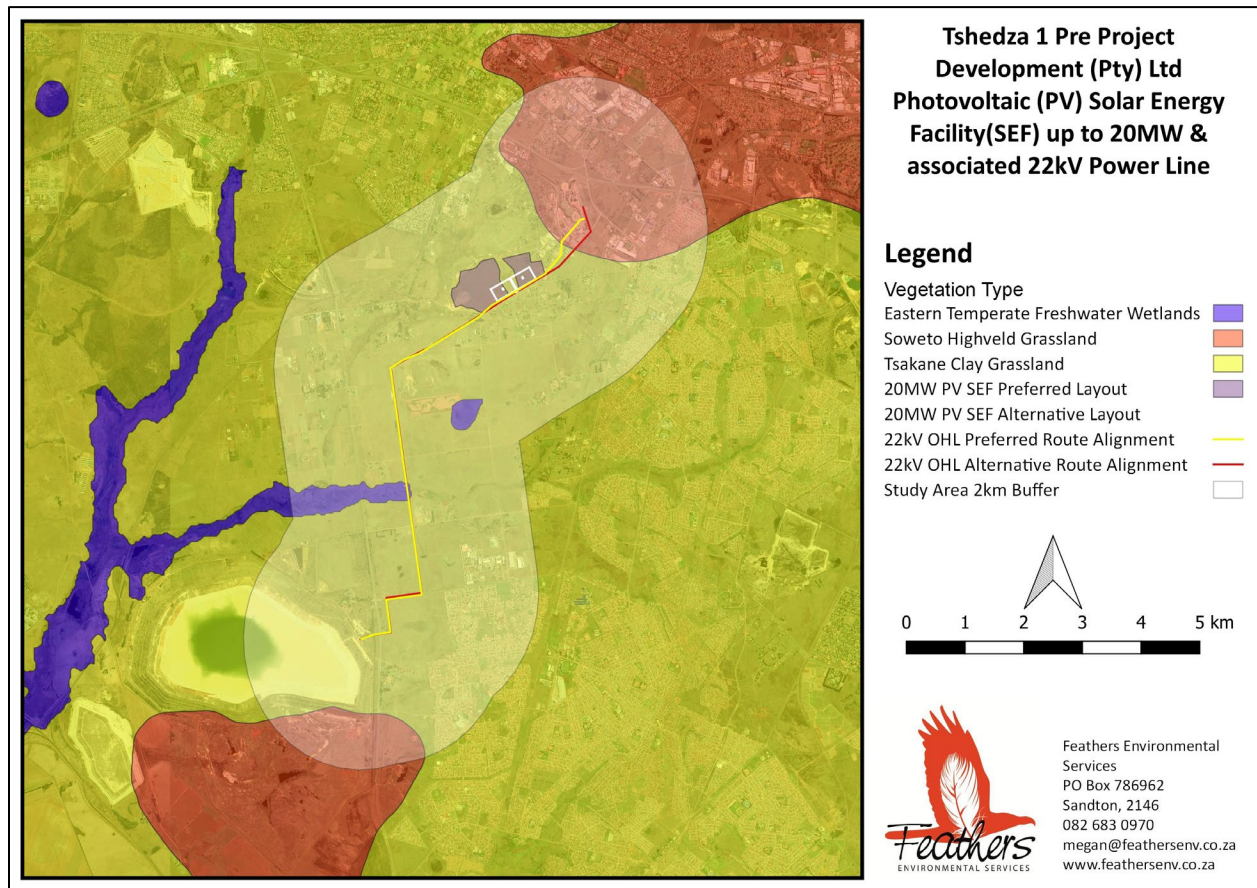 Tshedza 1 Pre Project
Development (Pty) Ltd
Photovoltaic (PV) Solar Energy
Facility(SEF) up to 20MW &
associated 22kV Power Line
Legend
Vegetation Type
Eastern Temperate Freshwater Wetlands
Soweto Highveld Grassland
Tsakane Clay Grassland
20MW PV SEF Preferred Layout
20MW PV SEF Alternative Layout
22kV OHL Preferred Route Alignment
22kV OHL Alternative Route Alignment
Study Area 2km Buffer
0 1 2 3 4 5 km
Feathers
ENVIRONMENTAL SERVICES
Feathers Environmental
Services
PO Box 786962
Sandton, 2146
082 683 0970
megan@feathersenv.co.za
www.feathersenv.co.za